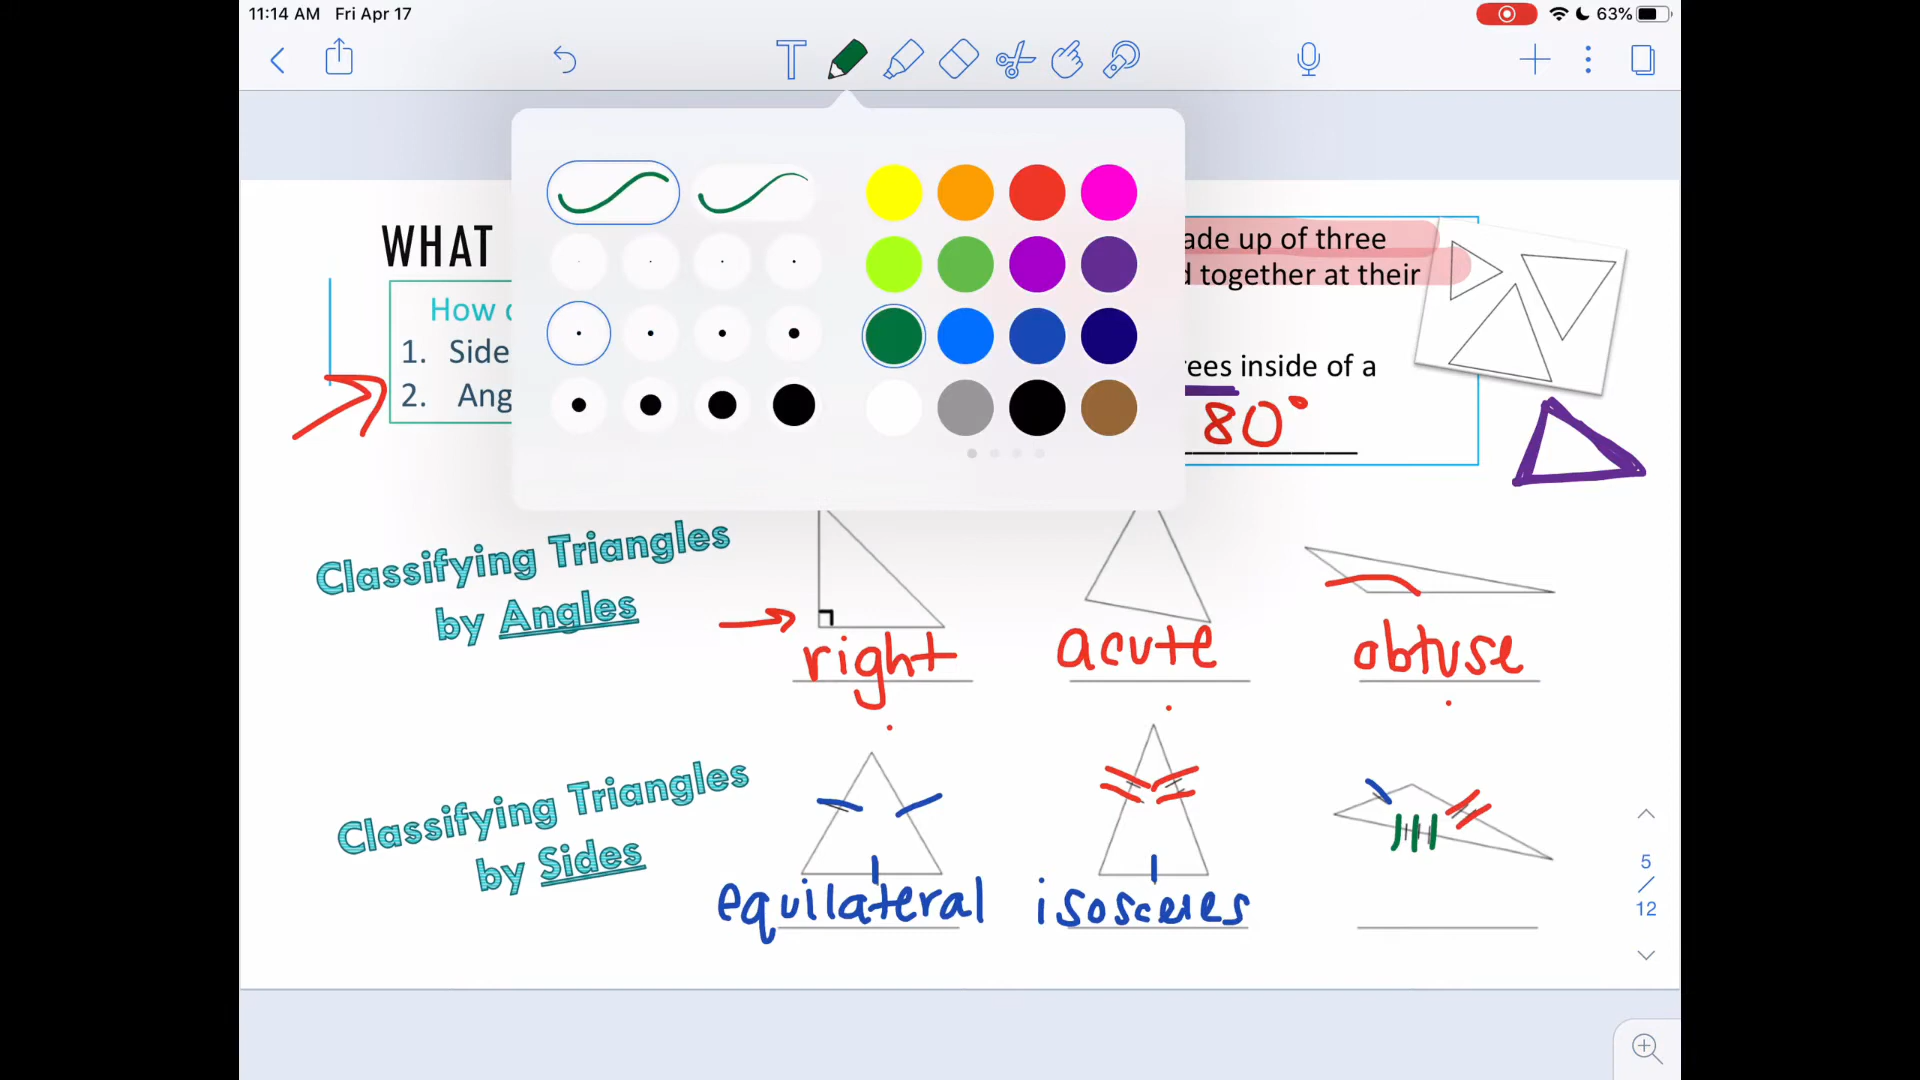 11:14 AM Fri Apr 17
63%
WHAT
ade up of three
d together at their
How
1. Side
2. Ang
rees inside of a
80°
Classifying Triangles
by Angles
right
acute
obtuse
Classifying Triangles
by Sides
equilateral
isosceles
5
/
12